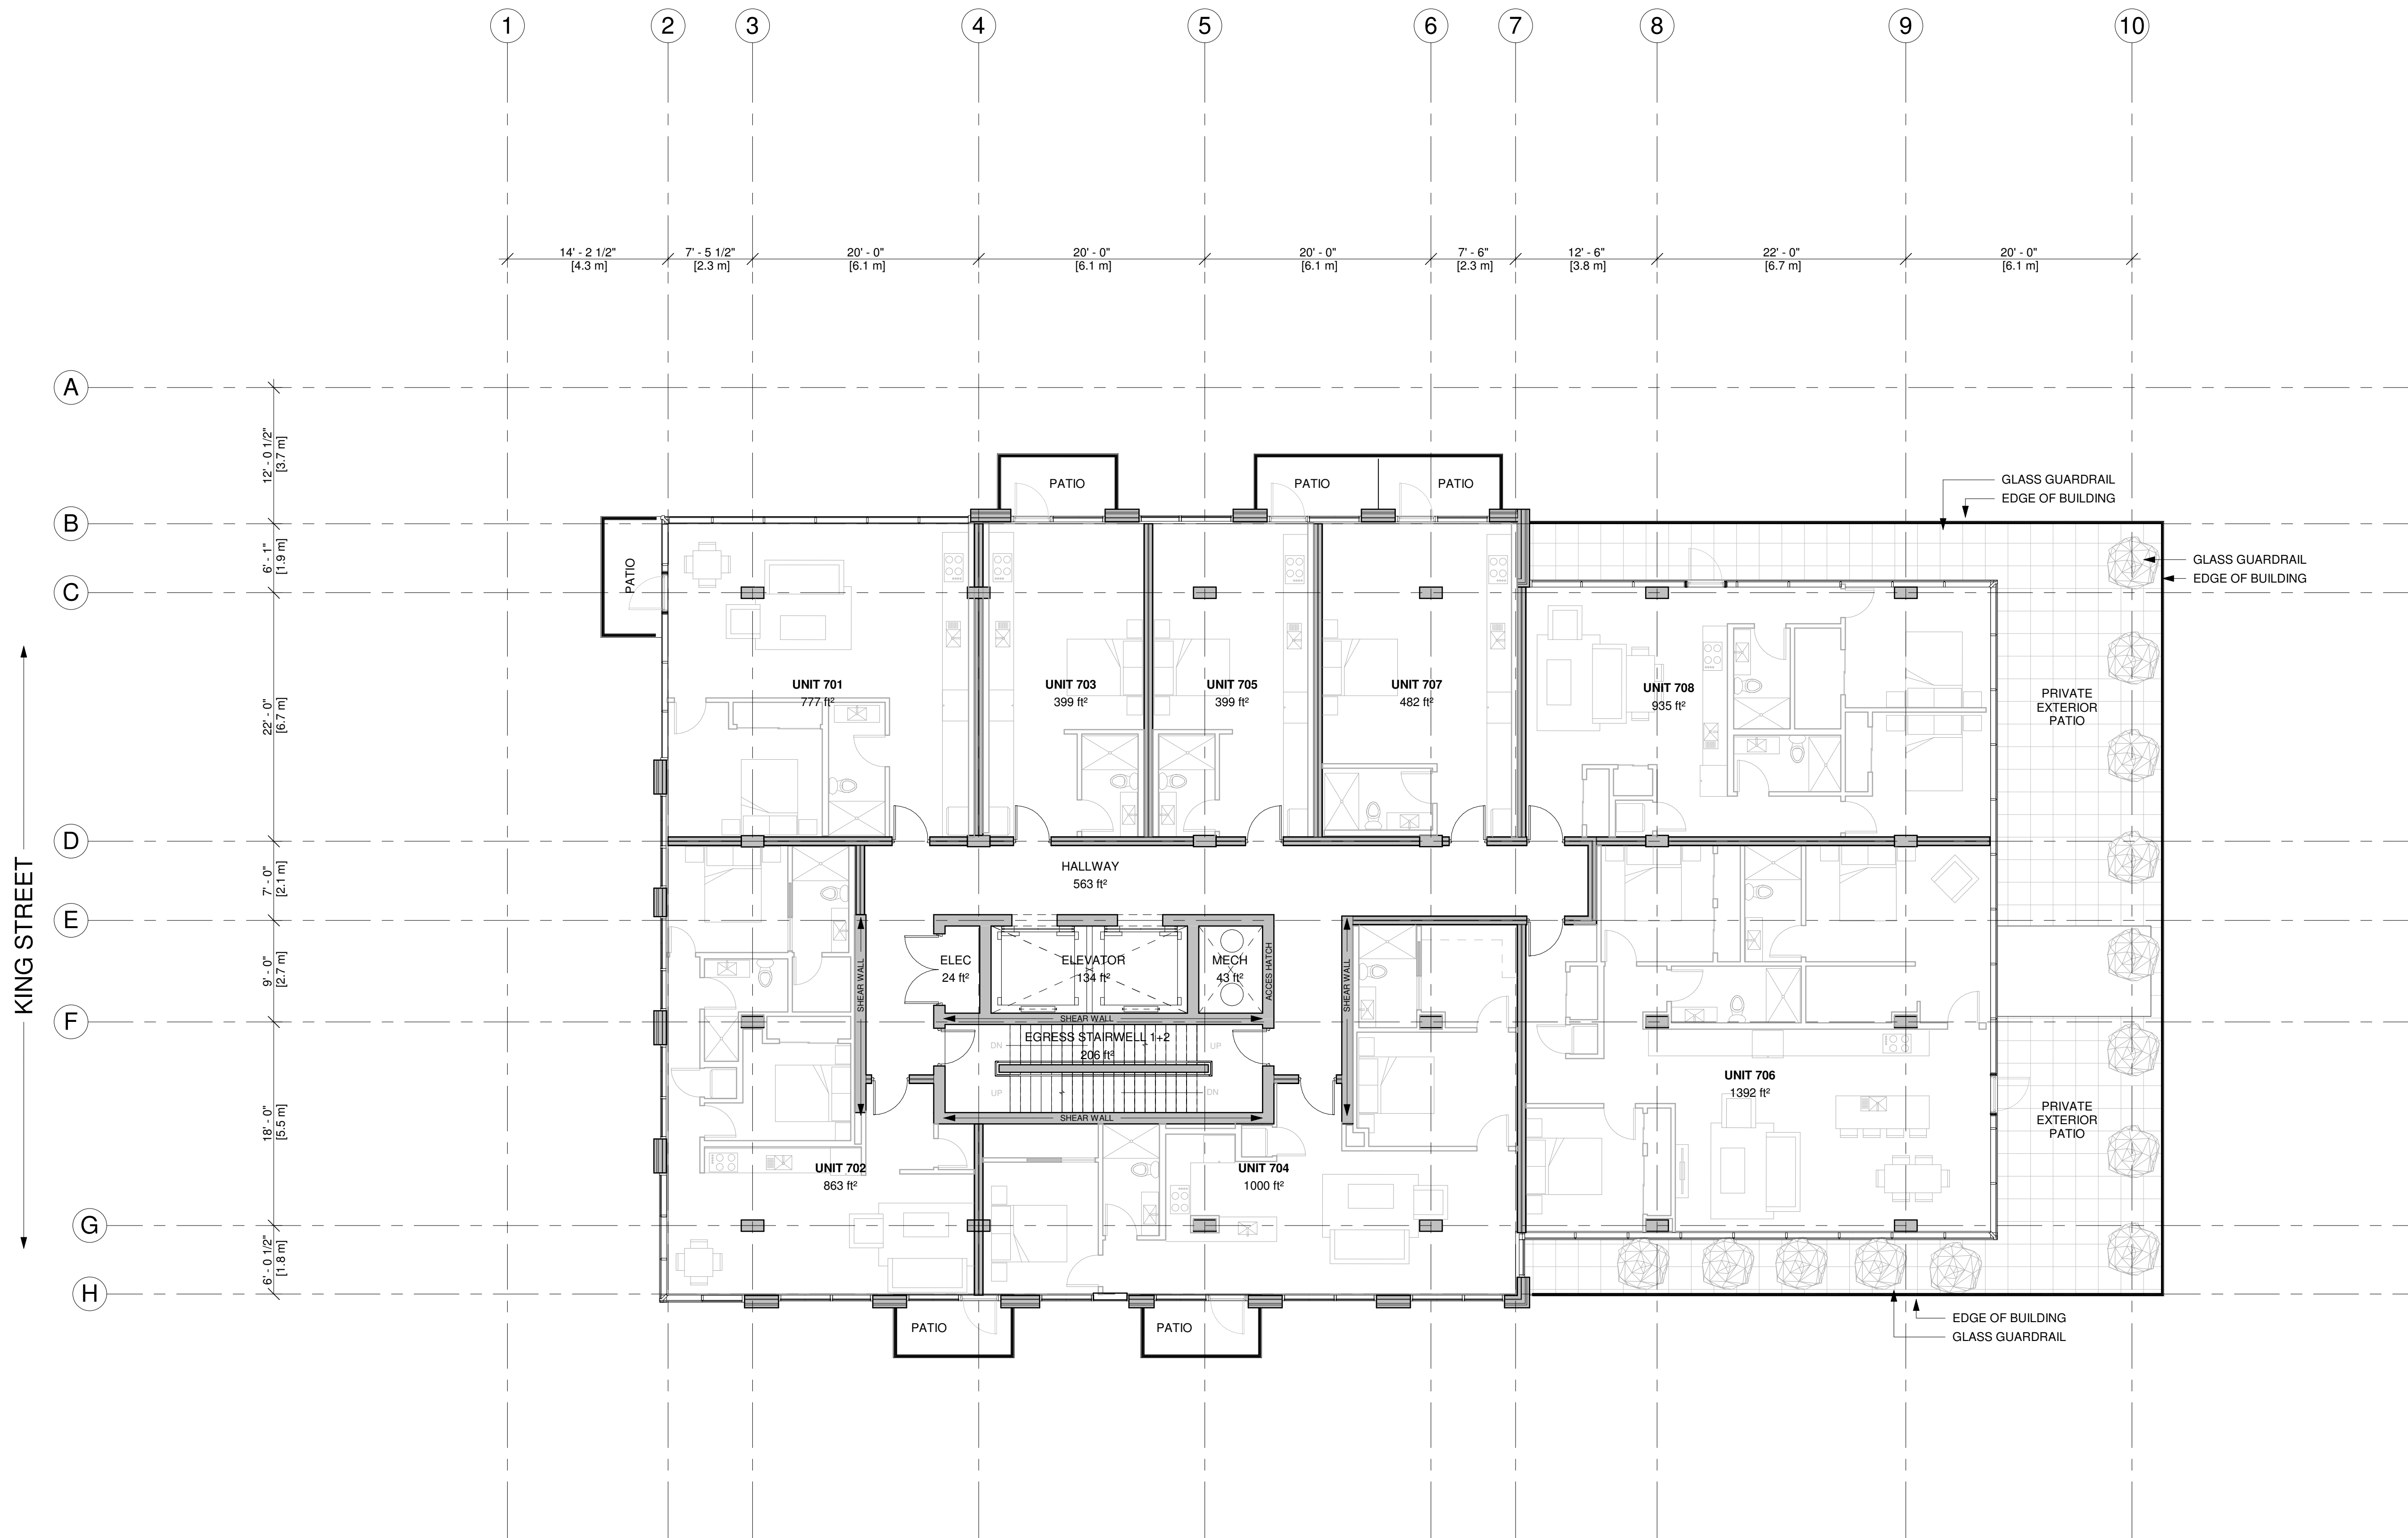 1 2 3 4 5 6 7 8 9 10
14' - 2 1/2" 7' - 5 1/2" 20' - 0" 20' - 0" 20' - 0" 7' - 6" 12' - 6" 22' - 0" 20' - 0"
[4.3 m] [2.3 m] [6.1 m] [6.1 m] [6.1 m] [2.3 m] [3.8 m] [6.7 m] [6.1 m]
A
12' - 0 1/2"
[3.7 m]
B
6' - 1"
[1.9 m]
C
22' - 0"
[6.7 m]
D
7' - 0"
[2.1 m]
E
9' - 0"
[2.7 m]
F
18' - 0"
[5.5 m]
G
6' - 0 1/2"
[1.8 m]
H
KING STREET
PATIO
PATIO
PATIO
PATIO
GLASS GUARDRAIL
EDGE OF BUILDING
GLASS GUARDRAIL
EDGE OF BUILDING
UNIT 701
777 ft²
UNIT 703
399 ft²
UNIT 705
399 ft²
UNIT 707
482 ft²
UNIT 708
935 ft²
PRIVATE
EXTERIOR
PATIO
HALLWAY
563 ft²
ELEC
24 ft²
ELEVATOR
134 ft²
MECH
43 ft²
ACCES HATCH
SHEAR WALL
SHEAR WALL
SHEAR WALL
EGRESS STAIRWELL 1+2
206 ft²
DN
UP
UP
DN
SHEAR WALL
UNIT 706
1392 ft²
PRIVATE
EXTERIOR
PATIO
UNIT 702
863 ft²
UNIT 704
1000 ft²
PATIO
PATIO
EDGE OF BUILDING
GLASS GUARDRAIL